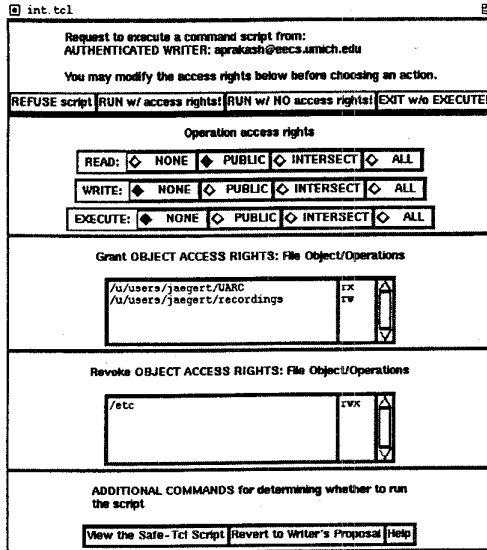 int.tcl
Request to execute a command script from:
AUTHENTICATED WRITER: aprakash@eecs.umich.edu
You may modify the access rights below before choosing an action.
REFUSE script RUN w/ access rights! RUN w/ NO access rights! EXIT w/o EXECUTE!
Operation access rights
READ: NONE PUBLIC INTERSECT ALL
WRITE: NONE PUBLIC INTERSECT ALL
EXECUTE: NONE PUBLIC INTERSECT ALL
Grant OBJECT ACCESS RIGHTS: File Object/Operations
/u/users/jaegert/UARC rx
/u/users/jaegert/recordings rw
Revoke OBJECT ACCESS RIGHTS: File Object/Operations
/etc rwx
ADDITIONAL COMMANDS for determining whether to run
the script
View the Safe-Tcl Script Revert to Writer's Proposal Help